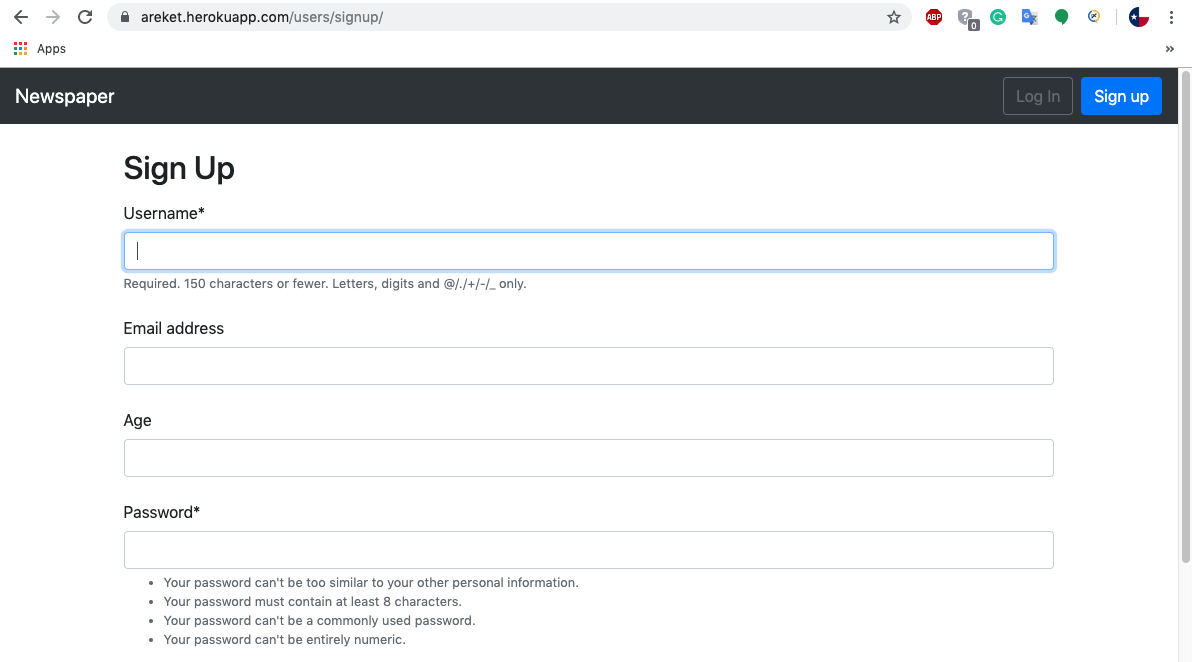 areket.herokuapp.com/users/signup/
ABP
0
Apps
»
Newspaper
Log In
Sign up
Sign Up
Username*
Required. 150 characters or fewer. Letters, digits and @/./+/-/_ only.
Email address
Age
Password*
• Your password can't be too similar to your other personal information.
• Your password must contain at least 8 characters.
• Your password can't be a commonly used password.
• Your password can't be entirely numeric.